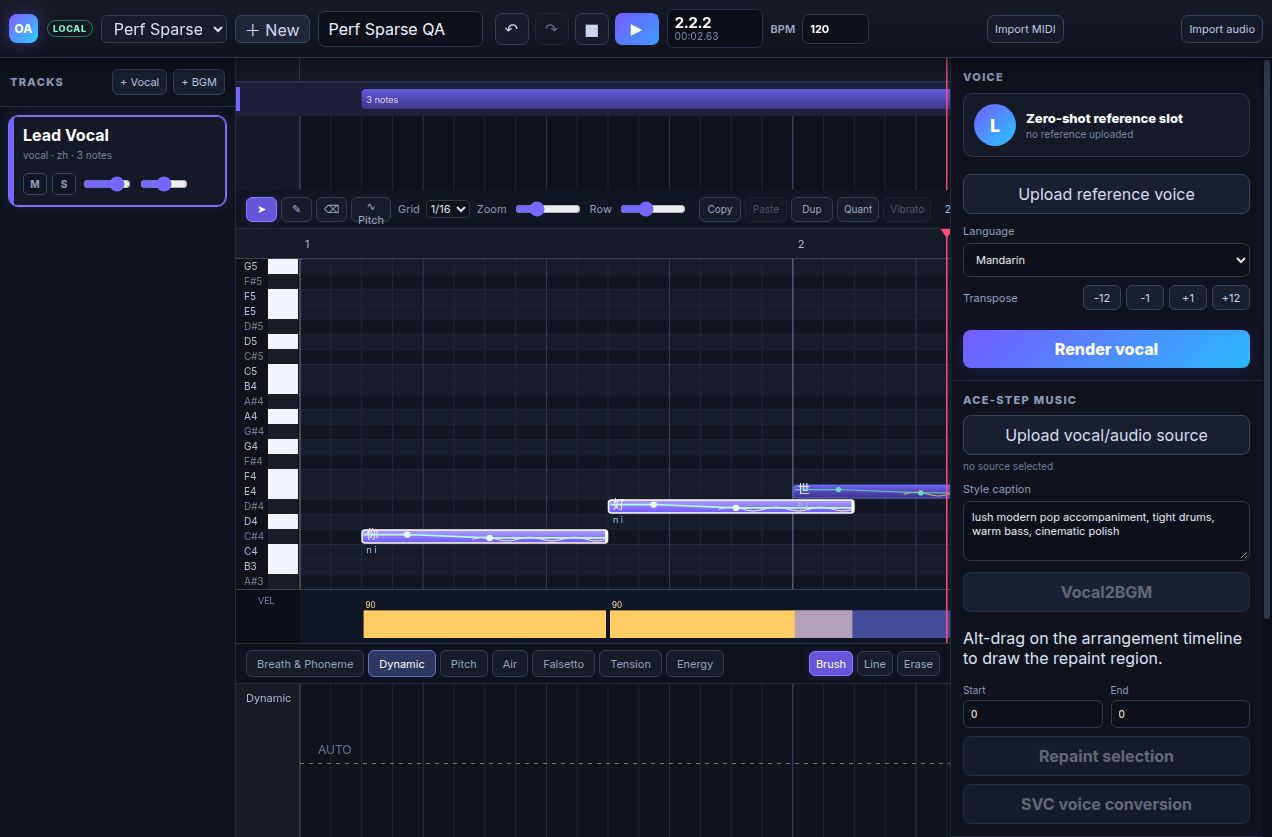 OA LOCAL Perf Sparse + New Perf Sparse QA 2.2.2 BPM 120 Import MIDI Import audio
00:02.63
TRACKS + Vocal + BGM
Lead Vocal
vocal · zh · 3 notes
M S
3 notes
Pitch Grid 1/16 Zoom Row Copy Paste Dup Quant Vibrato 2
1 2
G5
F#5
F5
E5
D#5
D5
C#5
C5
B4
A#4
A4
G#4
G4
F#4
F4
E4 世
D#4 好
D4 n i
C#4 你
C4 n i
B3
A#3
VEL 90 90
Breath & Phoneme Dynamic Pitch Air Falsetto Tension Energy Brush Line Erase
Dynamic
AUTO
VOICE
L Zero-shot reference slot
no reference uploaded
Upload reference voice
Language
Mandarin
Transpose -12 -1 +1 +12
Render vocal
ACE-STEP MUSIC
Upload vocal/audio source
no source selected
Style caption
lush modern pop accompaniment, tight drums,
warm bass, cinematic polish
Vocal2BGM
Alt-drag on the arrangement timeline
to draw the repaint region.
Start End
0 0
Repaint selection
SVC voice conversion